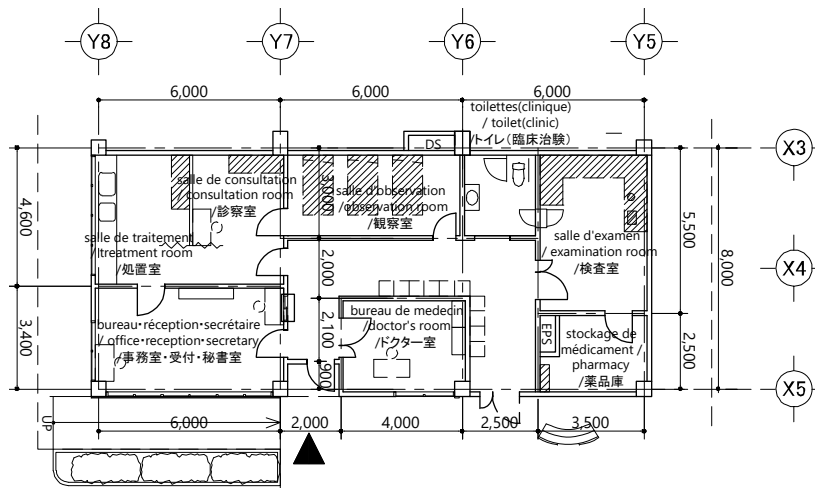 Y8
Y7
Y6
Y5
6,000
6,000
6,000
toilettes(clinique)
/ toilet(clinic)
/トイレ（臨床治験）
DS
X3
salle de consultation
/ consultation room
/診察室
3,000
salle d'observation
/observation room
/観察室
4,600
5,500
8,000
salle de traitement
/ treatment room
/処置室
salle d'examen
/ examination room
/検査室
2,000
X4
bureau・réception・secrétaire
/ office・reception・secretary
/事務室・受付・秘書室
2,100
bureau de medecin
/doctor's room
/ドクター室
EPS
stockage de
médicament /
pharmacy
/薬品庫
3,400
2,500
900
X5
UP
6,000
2,000
4,000
2,500
3,500